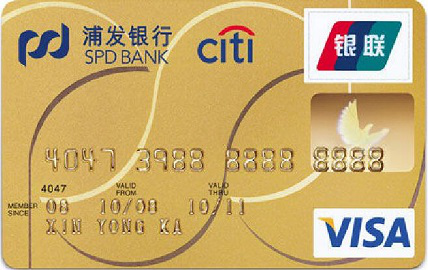 浦发银行
SPD BANK
citi
银联
4047 3988 8888 8888
4047
VALID FROM
VALID THRU
MEMBER SINCE
08 10/08 10/11
XIN YONG KA
VISA